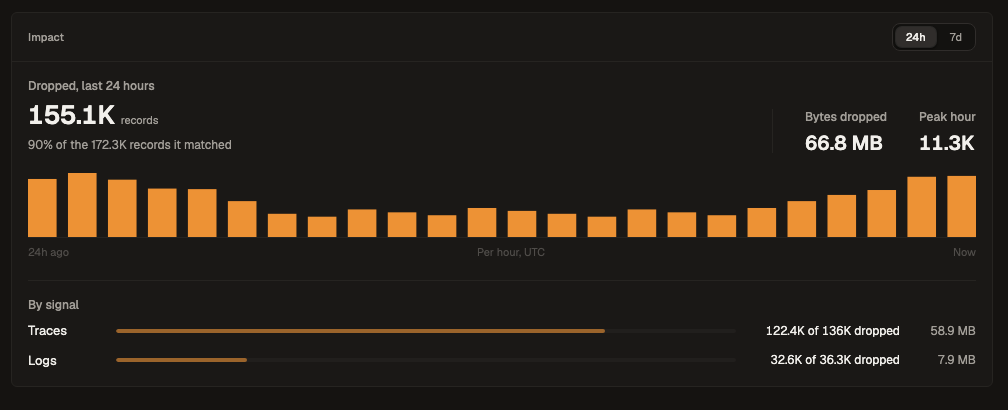 Impact
24h 7d
Dropped, last 24 hours
155.1K records
90% of the 172.3K records it matched
Bytes dropped Peak hour
66.8 MB 11.3K
24h ago Per hour, UTC Now
By signal
Traces 122.4K of 136K dropped 58.9 MB
Logs 32.6K of 36.3K dropped 7.9 MB